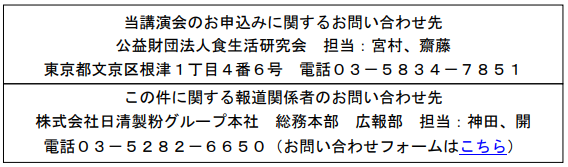 当講演会のお申込みに関するお問い合わせ先
公益財団法人食生活研究会　担当：宮村、齋藤
東京都文京区根津１丁目４番６号　電話０３－５８３４－７８５１
この件に関する報道関係者のお問い合わせ先
株式会社日清製粉グループ本社　総務本部　広報部　担当：神田、開
電話０３－５２８２－６６５０（お問い合わせフォームはこちら）